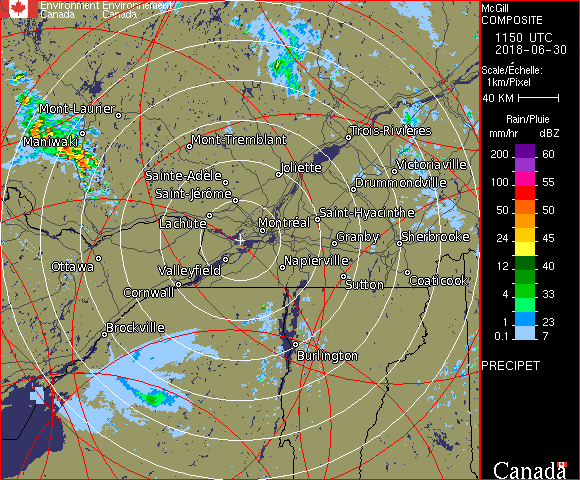 Environment Environnement
Canada Canada
McGill
COMPOSITE
1150 UTC
2018-06-30
Scale/Échelle:
1km/Pixel
40 KM
Rain/Pluie
mm/hr dBZ
200 60
100 55
50 50
24 45
12 40
4 33
1 23
0.1 7
PRECIPET
Canada
Mont-Laurier
Maniwaki
Mont-Tremblant
Trois-Rivières
Joliette
Victoriaville
Sainte-Adèle
Drummondville
Saint-Jérôme
Lachute
Montréal
Saint-Hyacinthe
Granby
Sherbrooke
Ottawa
Valleyfield
Napierville
Cornwall
Sutton
Coaticook
Brockville
Burlington